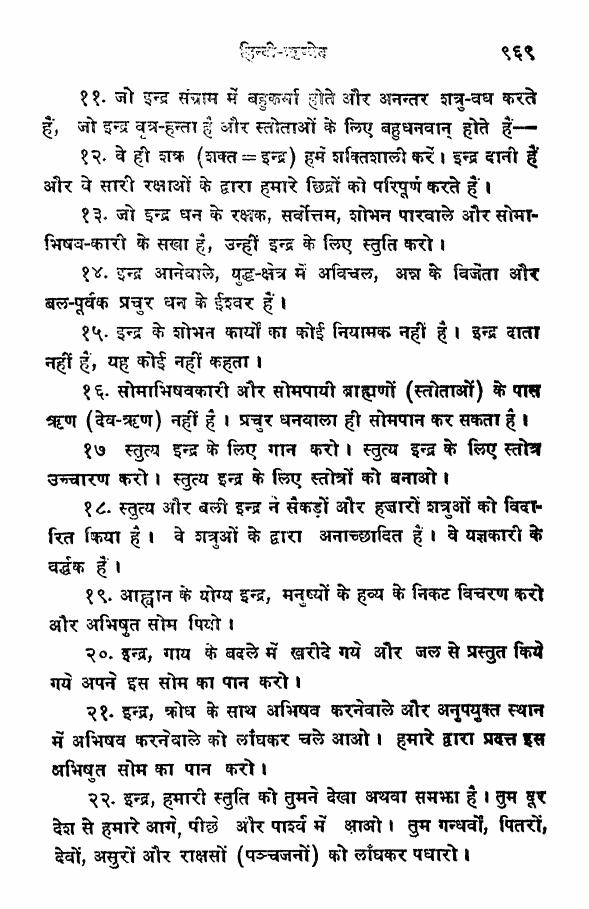 हिन्दी-ऋग्वेद ९६९
११. जो इन्द्र संग्राम में बहुकर्मा होते और अनन्तर शत्रु-वध करते
हैं, जो इन्द्र वृत्र-हन्ता हैं और स्तोताओं के लिए बहुधनवान् होते हैं—
१२. वे ही शक्र (शक्त=इन्द्र) हमें शक्तिशाली करें। इन्द्र दानी हैं
और वे सारी रक्षाओं के द्वारा हमारे छिद्रों को परिपूर्ण करते हैं।
१३. जो इन्द्र धन के रक्षक, सर्वोत्तम, शोभन पारवाले और सोमा-
भिषव-कारी के सखा हैं, उन्हीं इन्द्र के लिए स्तुति करो।
१४. इन्द्र आनेवाले, युद्ध-क्षेत्र में अविचल, अन्न के विजेता और
बल-पूर्वक प्रचुर धन के ईश्वर हैं।
१५. इन्द्र के शोभन कार्यों का कोई नियामक नहीं है। इन्द्र दाता
नहीं हैं, यह कोई नहीं कहता।
१६. सोमाभिषवकारी और सोमपायी ब्राह्मणों (स्तोताओं) के पास
ऋण (देव-ऋण) नहीं है। प्रचुर धनवाला ही सोमपान कर सकता है।
१७ स्तुत्य इन्द्र के लिए गान करो। स्तुत्य इन्द्र के लिए स्तोत्र
उच्चारण करो। स्तुत्य इन्द्र के लिए स्तोत्रों को बनाओ।
१८. स्तुत्य और बली इन्द्र ने सैकड़ों और हजारों शत्रुओं को विदा-
रित किया है। वे शत्रुओं के द्वारा अनाच्छादित हैं। वे यज्ञकारी के
वर्द्धक हैं।
१९. आह्वान के योग्य इन्द्र, मनुष्यों के हव्य के निकट विचरण करो
और अभिषुत सोम पियो।
२०. इन्द्र, गाय के बदले में खरीदे गये और जल से प्रस्तुत किये
गये अपने इस सोम का पान करो।
२१. इन्द्र, क्रोध के साथ अभिषव करनेवाले और अनुपयुक्त स्थान
में अभिषव करनेवाले को लाँघकर चले आओ। हमारे द्वारा प्रदत्त इस
अभिषुत सोम का पान करो।
२२. इन्द्र, हमारी स्तुति को तुमने देखा अथवा समझा है। तुम दूर
देश से हमारे आगे, पीछे और पार्श्व में आओ। तुम गन्धर्वों, पितरों,
देवों, असुरों और राक्षसों (पञ्चजनों) को लाँघकर पधारो।